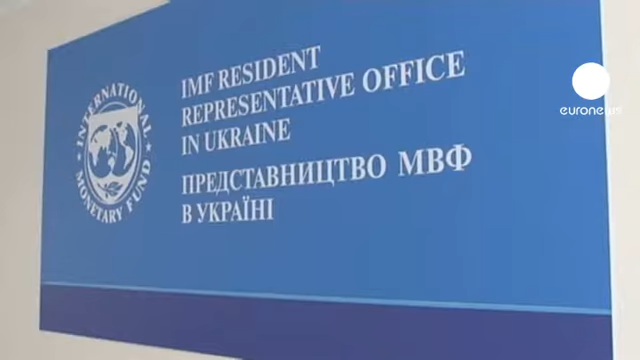 IMF RESIDENT
REPRESENTATIVE OFFICE
IN UKRAINE
ПРЕДСТАВНИЦТВО МВФ
В УКРАЇНІ
INTERNATIONAL
MONETARY FUND
euronews